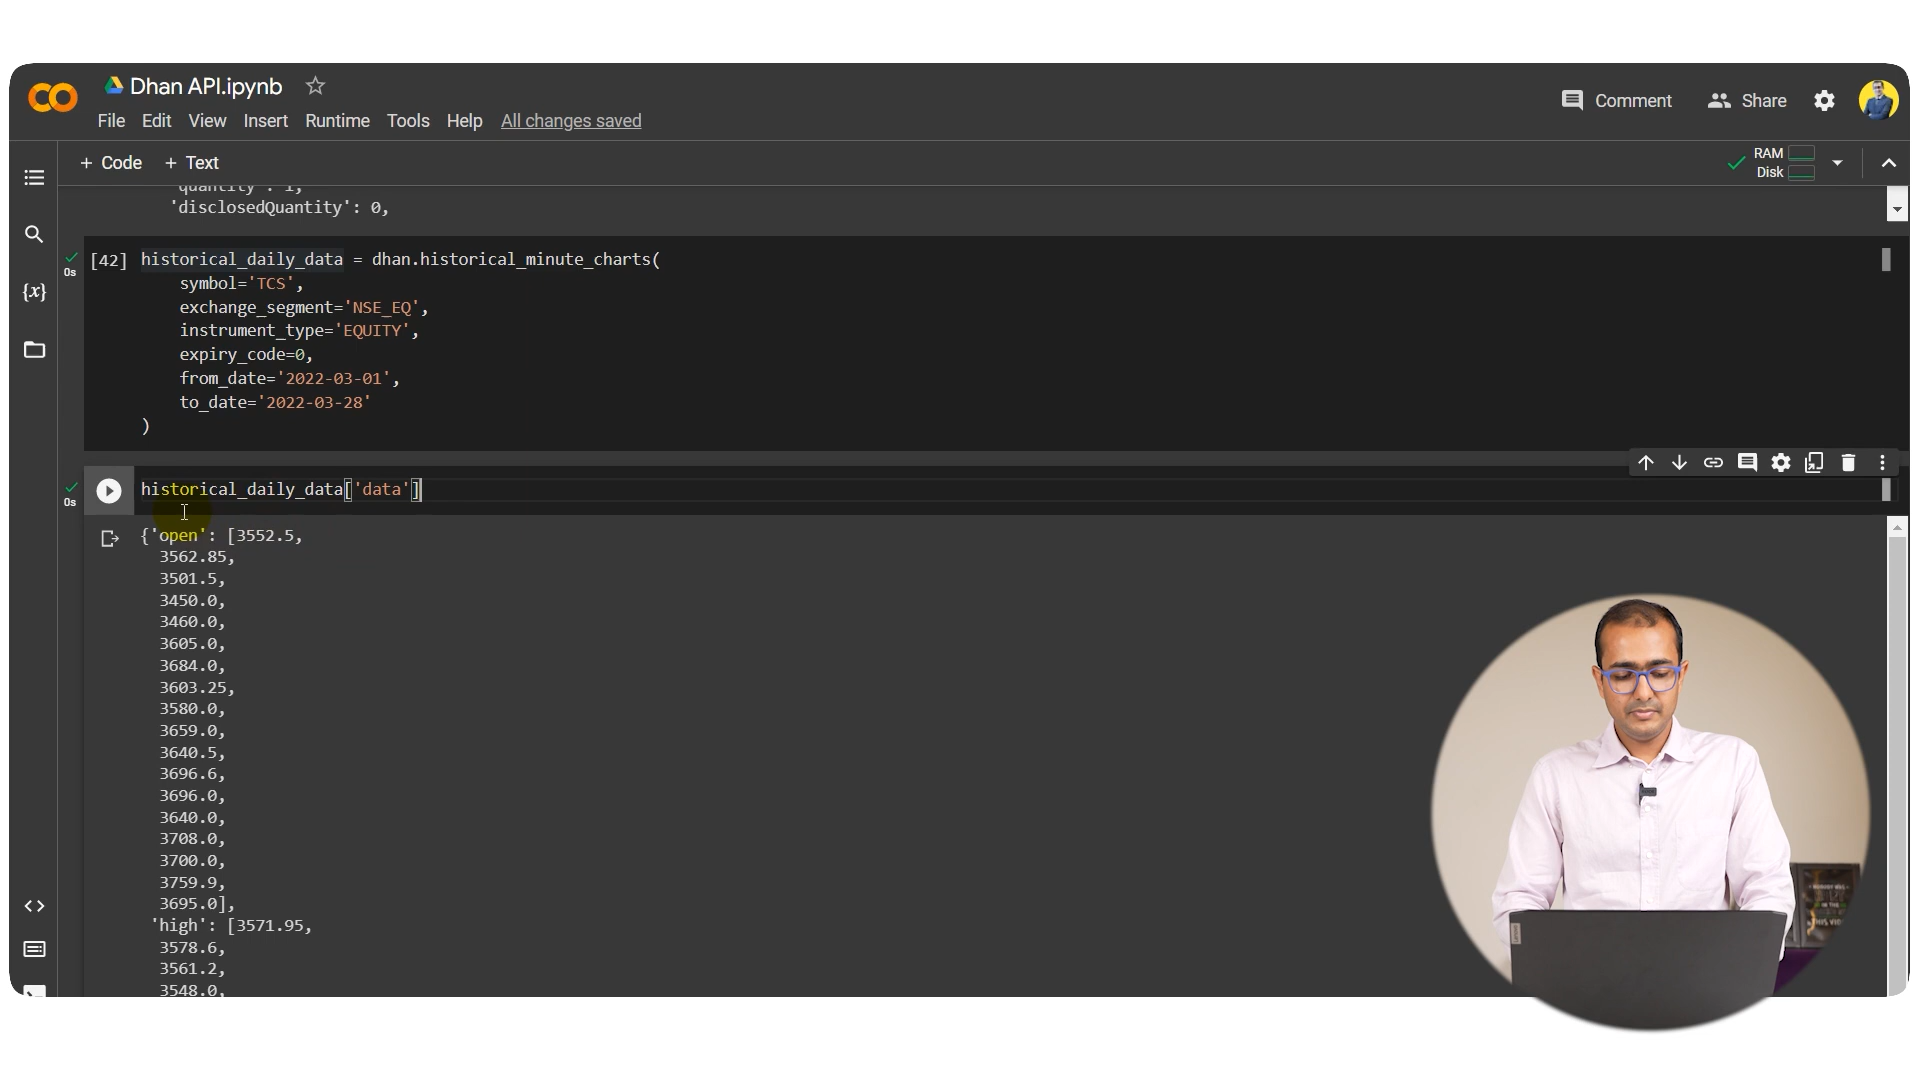 Dhan API.ipynb
File Edit View Insert Runtime Tools Help All changes saved
Comment Share
+ Code + Text
RAM
Disk
'quantity': 1,
'disclosedQuantity': 0,
[42] historical_daily_data = dhan.historical_minute_charts(
0s
symbol='TCS',
exchange_segment='NSE_EQ',
instrument_type='EQUITY',
expiry_code=0,
from_date='2022-03-01',
to_date='2022-03-28'
)
historical_daily_data['data']
0s
{'open': [3552.5,
3562.85,
3501.5,
3450.0,
3460.0,
3605.0,
3684.0,
3603.25,
3580.0,
3659.0,
3640.5,
3696.6,
3696.0,
3640.0,
3708.0,
3700.0,
3759.9,
3695.0],
'high': [3571.95,
3578.6,
3561.2,
3548.0,
{x}
<>